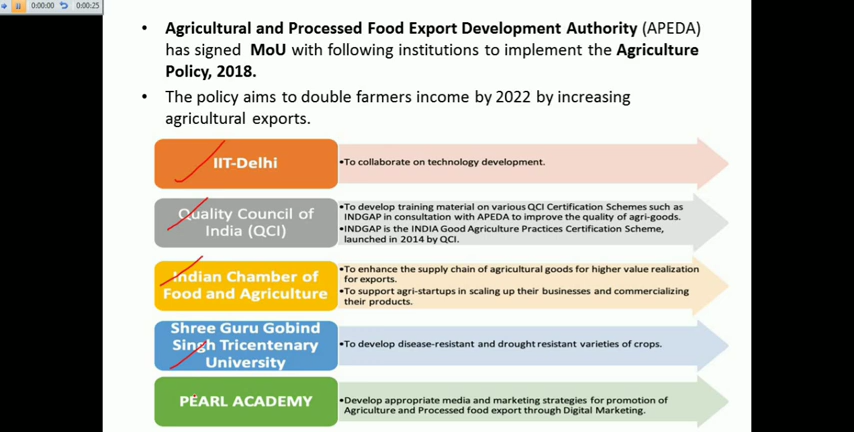 0:00:00
0:00:25
• Agricultural and Processed Food Export Development Authority (APEDA)
has signed MoU with following institutions to implement the Agriculture
Policy, 2018.
• The policy aims to double farmers income by 2022 by increasing
agricultural exports.
IIT-Delhi
•To collaborate on technology development.
Quality Council of
India (QCI)
•To develop training material on various QCI Certification Schemes such as
INDGAP in consultation with APEDA to improve the quality of agri-goods.
•INDGAP is the INDIA Good Agriculture Practices Certification Scheme,
launched in 2014 by QCI.
Indian Chamber of
Food and Agriculture
•To enhance the supply chain of agricultural goods for higher value realization
for exports.
•To support agri-startups in scaling up their businesses and commercializing
their products.
Shree Guru Gobind
Singh Tricentenary
University
•To develop disease-resistant and drought resistant varieties of crops.
PEARL ACADEMY
•Develop appropriate media and marketing strategies for promotion of
Agriculture and Processed food export through Digital Marketing.